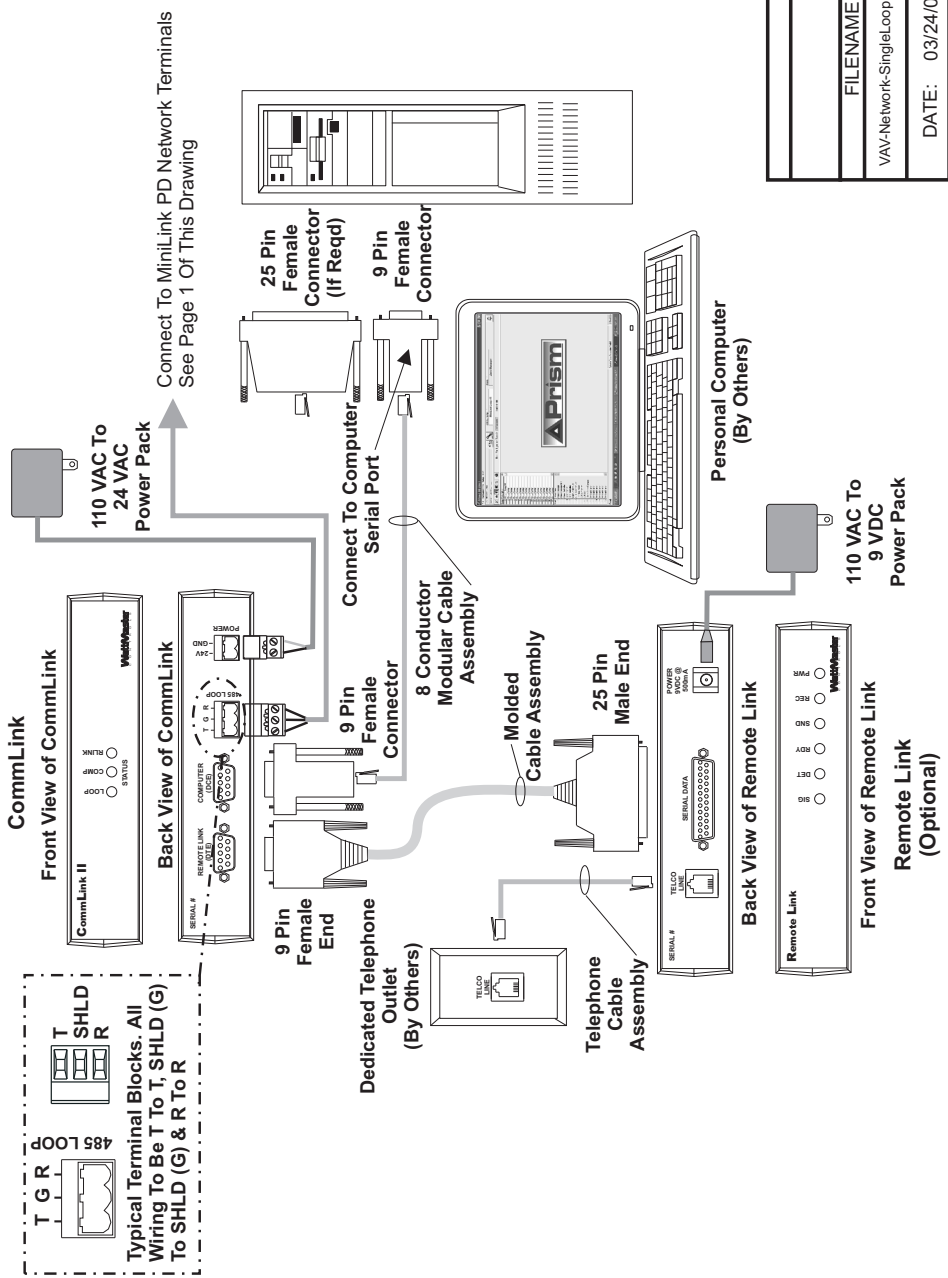 CommLink
Front View of CommLink
CommLink II
LOOP
COMP
RLINK
STATUS
WattMaster
Back View of CommLink
SERIAL #
REMOTE LINK
(DTE)
COMPUTER
(DCE)
T G R
485 LOOP
24V
GND
POWER
T G R
485 LOOP
T
SHLD
R
Typical Terminal Blocks. All
Wiring To Be T To T, SHLD (G)
To SHLD (G) & R To R
110 VAC To
24 VAC
Power Pack
Connect To MiniLink PD Network Terminals
See Page 1 Of This Drawing
25 Pin
Female
Connector
(If Reqd)
9 Pin
Female
Connector
Connect To Computer
Serial Port
9 Pin
Female
Connector
8 Conductor
Modular Cable
Assembly
9 Pin
Female
End
Molded
Cable Assembly
25 Pin
Male End
Dedicated Telephone
Outlet
(By Others)
TELCO
LINE
Telephone
Cable
Assembly
Prism
Personal Computer
(By Others)
110 VAC To
9 VDC
Power Pack
SERIAL #
TELCO
LINE
SERIAL DATA
POWER
9VDC @
500mA
Back View of Remote Link
Remote Link
SIG
DET
RDY
SND
REC
PWR
WattMaster
Front View of Remote Link
Remote Link
(Optional)
FILENAME
VAV-Network-SingleLoop
DATE: 03/24/0